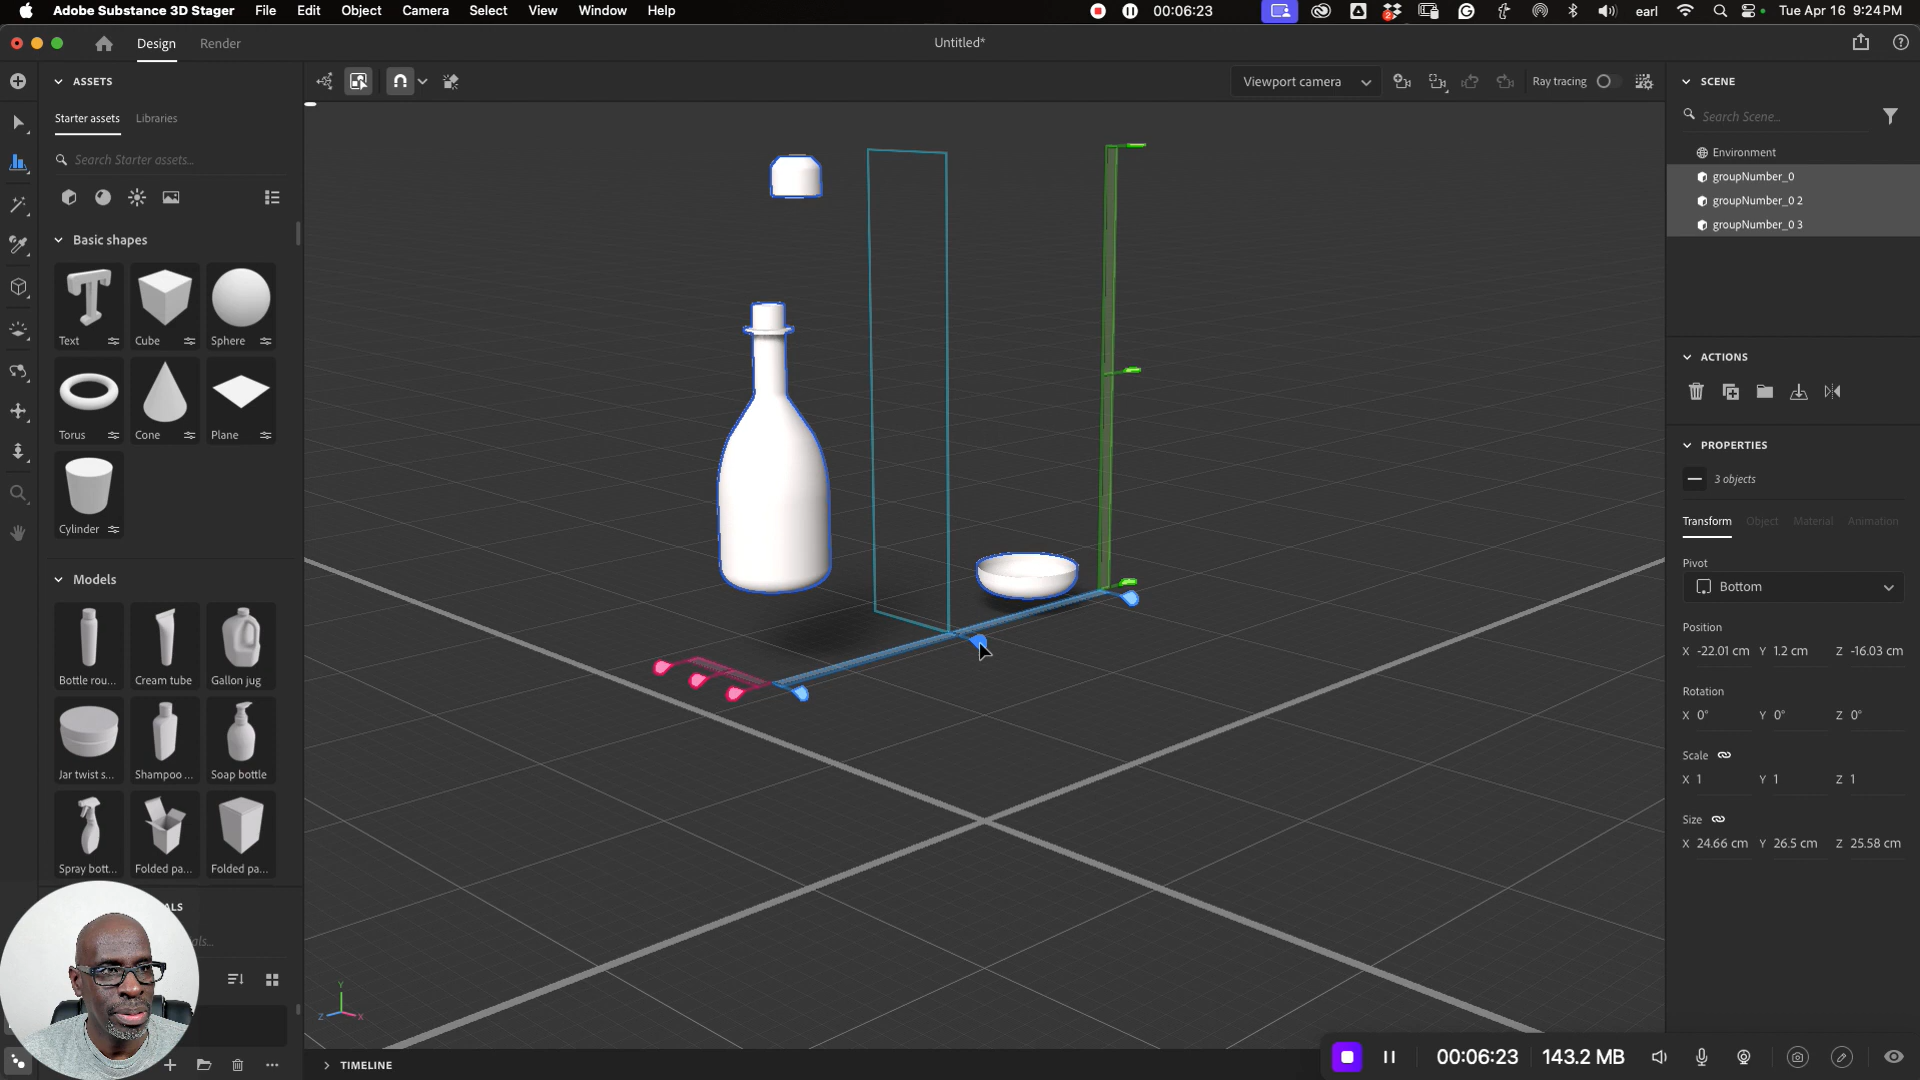 Adobe Substance 3D Stager File Edit Object Camera Select View Window Help 00:06:23 earl Tue Apr 16 9:24 PM
Design Render Untitled*
ASSETS
Starter assets Libraries
Search Starter assets...
Basic shapes
Text Cube Sphere
Torus Cone Plane
Cylinder
Models
Bottle rou... Cream tube Gallon jug
Jar twist s... Shampoo ... Soap bottle
Spray bott... Folded pa... Folded pa...
ALS
als...
Viewport camera Ray tracing
Y
Z X
TIMELINE
SCENE
Search Scene...
Environment
groupNumber_0
groupNumber_0 2
groupNumber_0 3
ACTIONS
PROPERTIES
3 objects
Transform Object Material Animation
Pivot
Bottom
Position
X -22.01 cm Y 1.2 cm Z -16.03 cm
Rotation
X 0° Y 0° Z 0°
Scale
X 1 Y 1 Z 1
Size
X 24.66 cm Y 26.5 cm Z 25.58 cm
00:06:23 143.2 MB